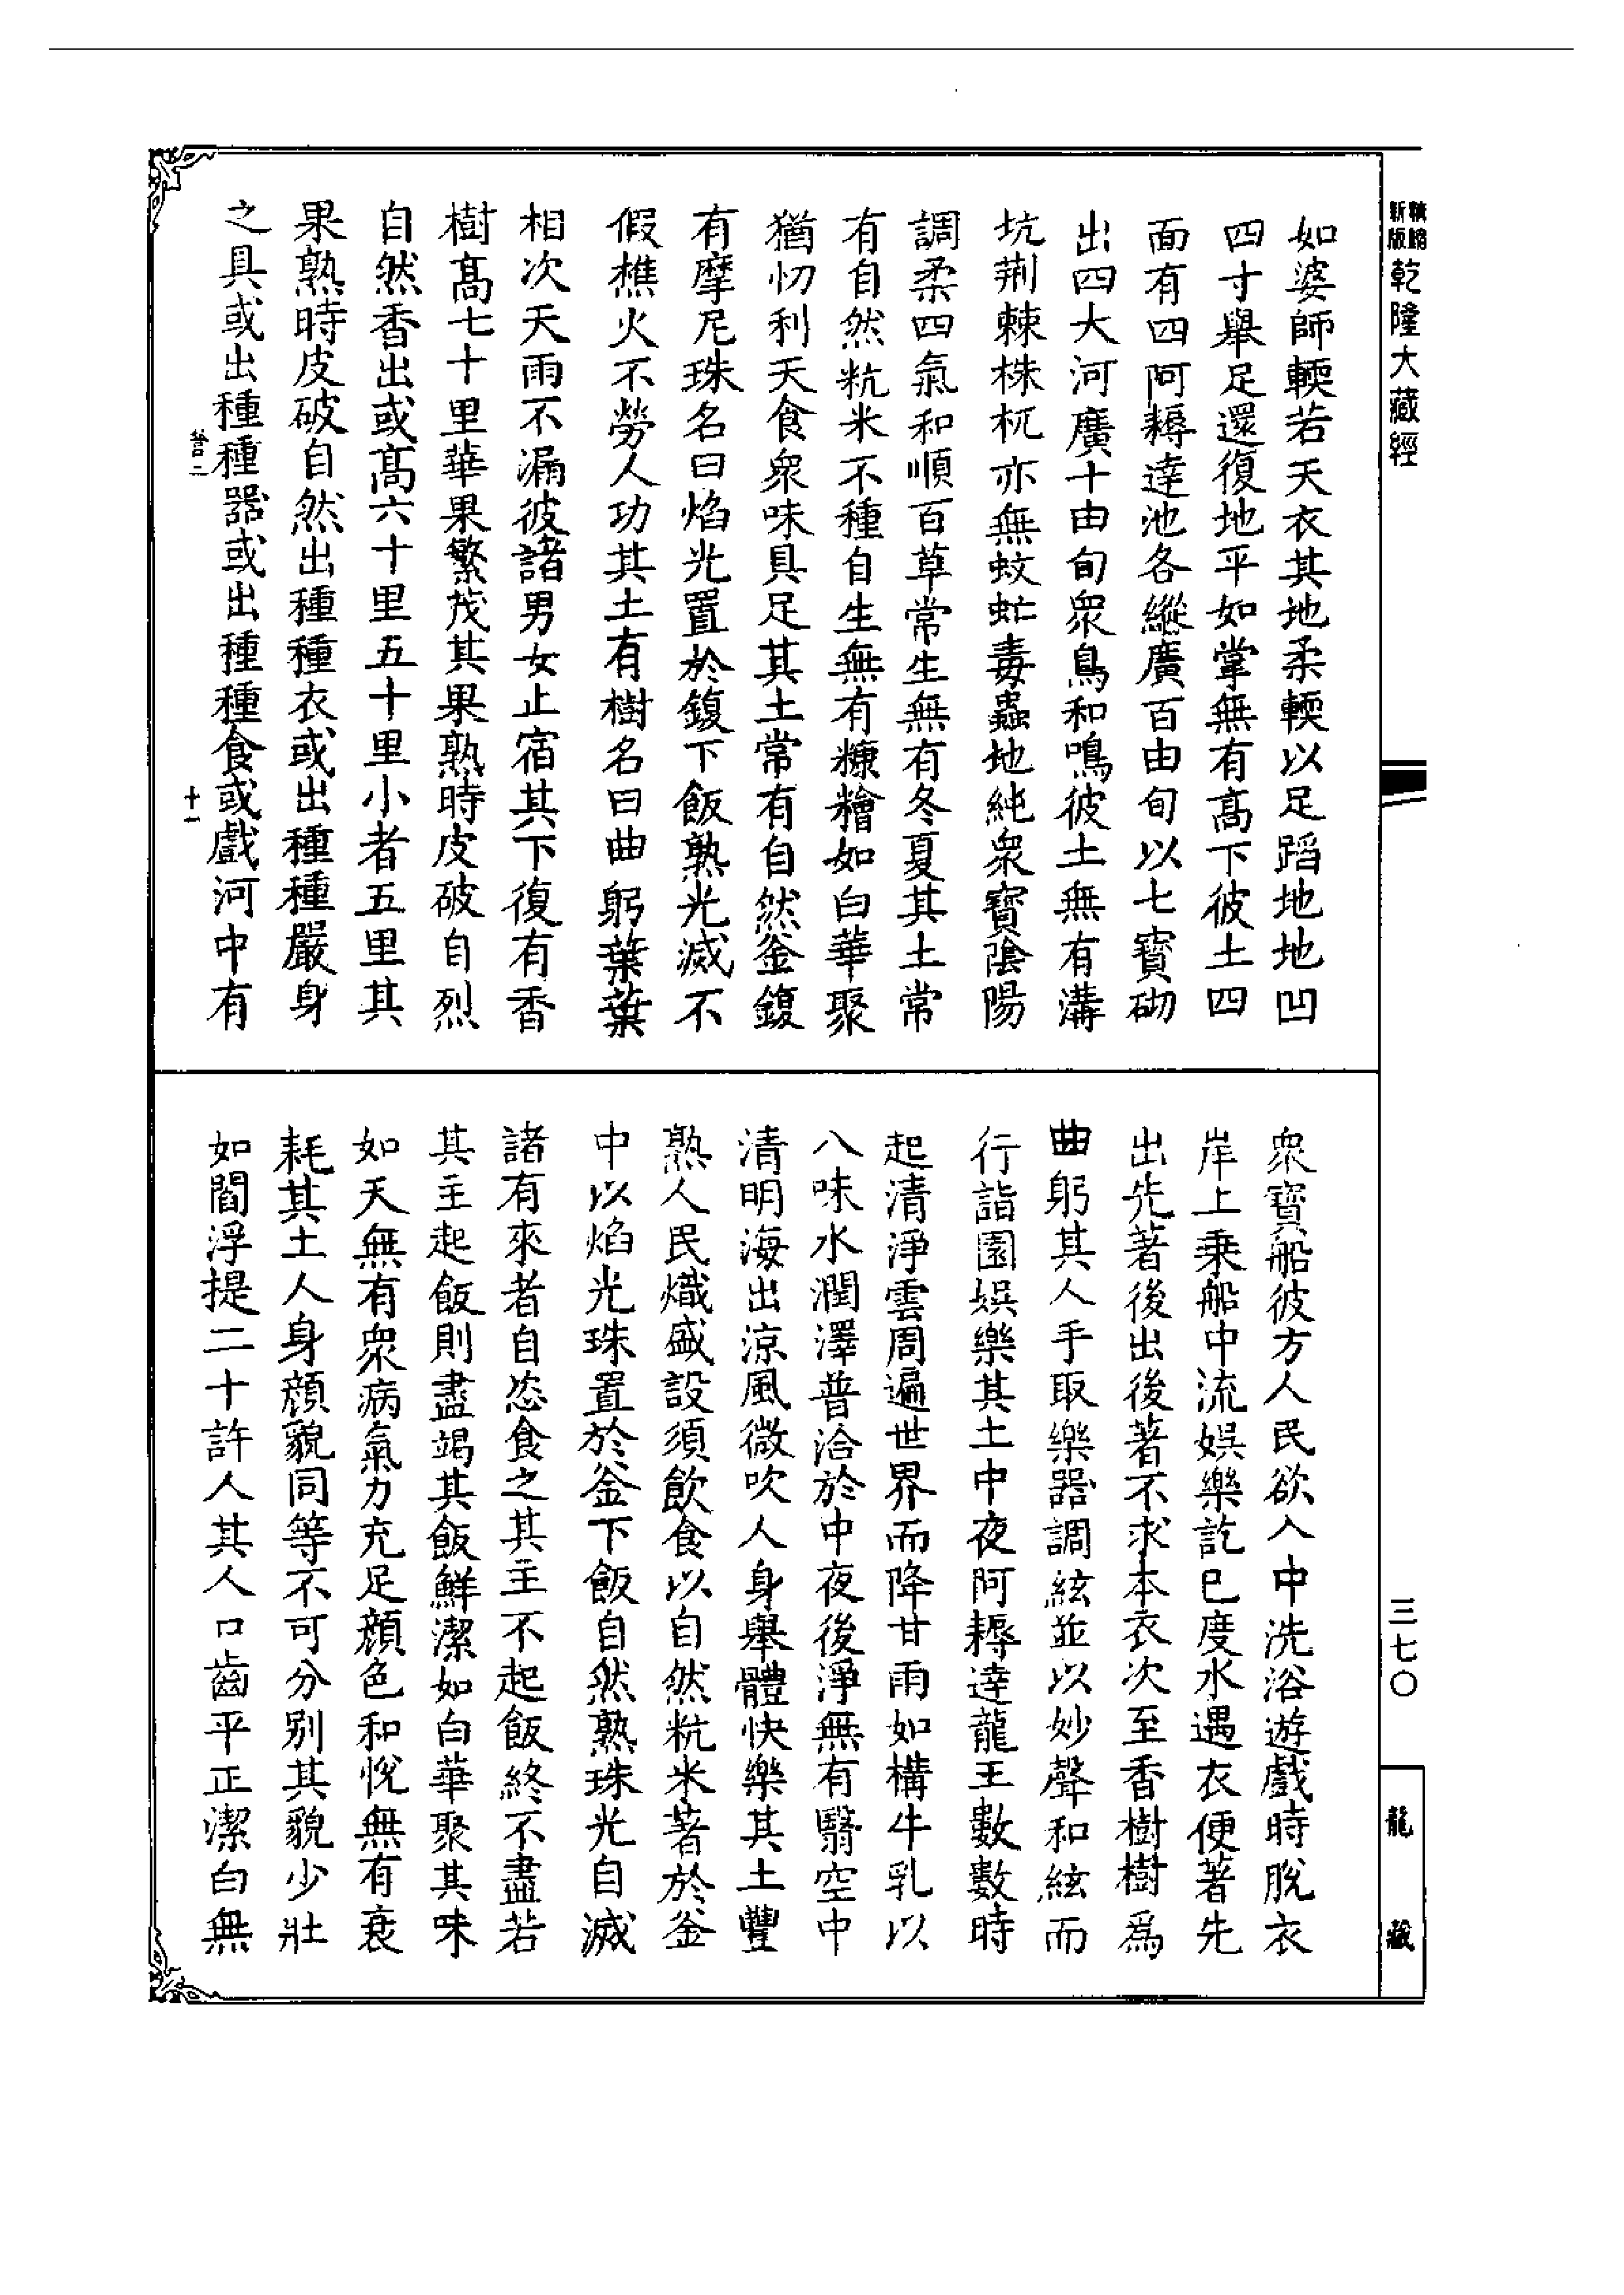 精縮
新版
乾隆大藏經
三七〇
龍藏
如婆師輭若天衣其地柔輭以足蹈地地凹
四寸舉足還復地平如掌無有高下彼土四
面有四阿耨達池各縱廣百由旬以七寶砌
出四大河廣十由旬眾鳥和鳴彼土無有溝
坑荆棘株杌亦無蚊虻毒蟲地純眾寶陰陽
調柔四氣和順百草常生無有冬夏其土常
有自然秔米不種自生無有糠糩如白華聚
猶忉利天食眾味具足其土常有自然釜鍑
有摩尼珠名曰焰光置於鍑下飯熟光滅不
假樵火不勞人功其土有樹名曰曲躬葉葉
相次天雨不漏彼諸男女止宿其下復有香
樹高七十里華果繁茂其果熟時皮破自烈
自然香出或高六十里五十里小者五里其
果熟時皮破自然出種種衣或出種種嚴身
之具或出種種器或出種種食或戲河中有
十一
眾寶船彼方人民欲入中洗浴遊戲時脫衣
岸上乗船中流娛樂訖已度水遇衣便著先
出先著後出後著不求本衣次至香樹樹爲
曲躬其人手取樂器調絃並以妙聲和絃而
行詣園娛樂其土中夜阿耨達龍王數數時
起清淨雲周遍世界而降甘雨如構牛乳以
八味水潤澤普洽於中夜後淨無有翳空中
清明海出涼風微吹人身舉體快樂其土豐
熟人民熾盛設須飲食以自然秔米著於釜
中以焰光珠置於釜下飯自然熟珠光自滅
諸有來者自恣食之其主不起飯終不盡若
其主起飯則盡竭其飯鮮潔如白華聚其味
如天無有眾病氣力充足顏色和悅無有衰
耗其土人身顏貌同等不可分别其貌少壯
如閻浮提二十許人其人口齒平正潔白無